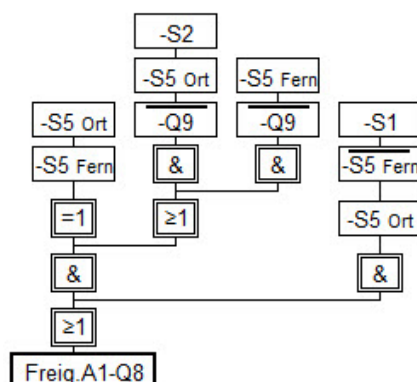 -S2
-S5 Ort -S5 Fern
-S5 Ort -Q9 -Q9 -S1
-S5 Fern & & -S5 Fern
=1 ≥1 -S5 Ort
& &
≥1
Freig.A1-Q8